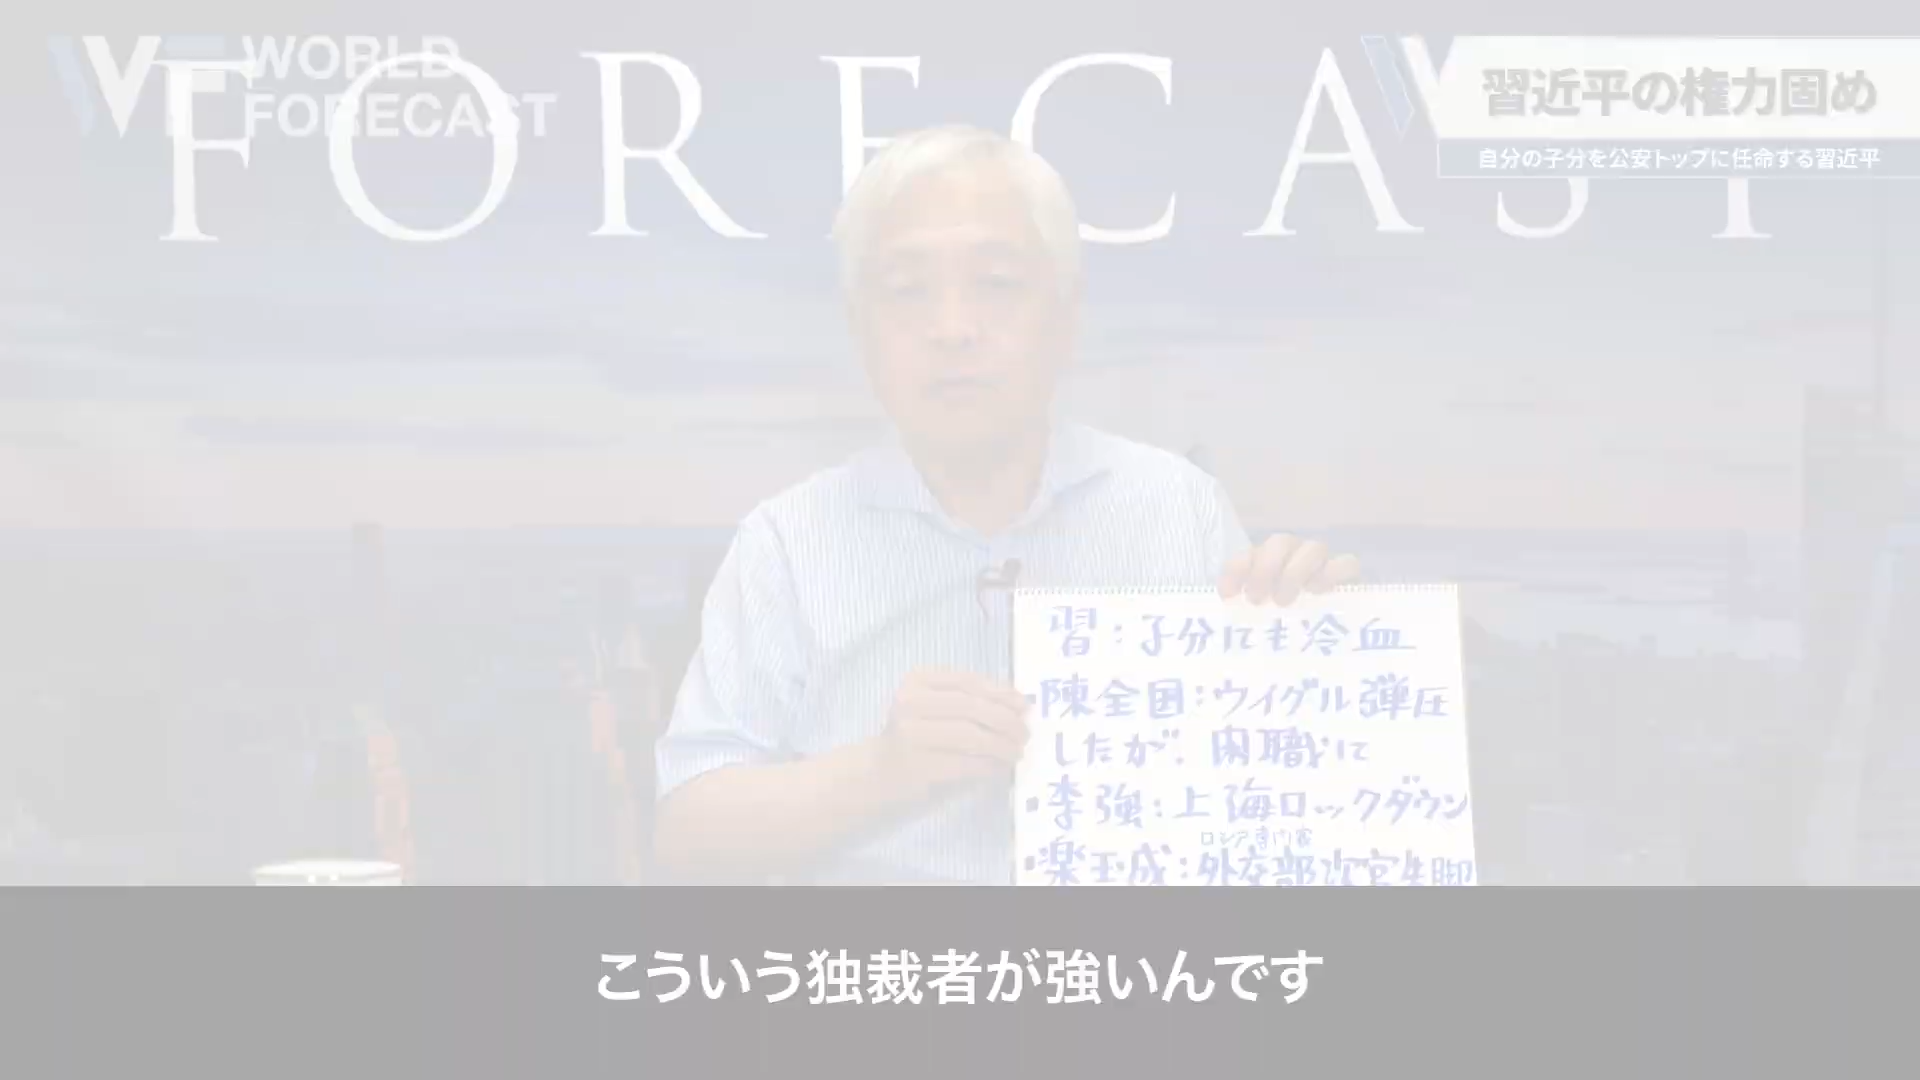 WF WORLD
FORECAST
FORECAST
習近平の権力固め
自分の子分を公安トップに任命する習近平
習：子分にも冷血
・陳全国：ウイグル弾圧
したが、閑職に
・李強：上海ロックダウン
ロシア専門家
・楽玉成：外交部次官失脚
こういう独裁者が強いんです